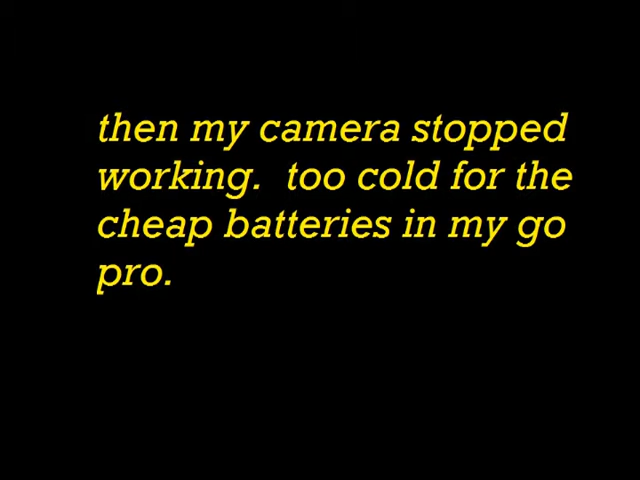 then my camera stopped
working.  too cold for the
cheap batteries in my go
pro.